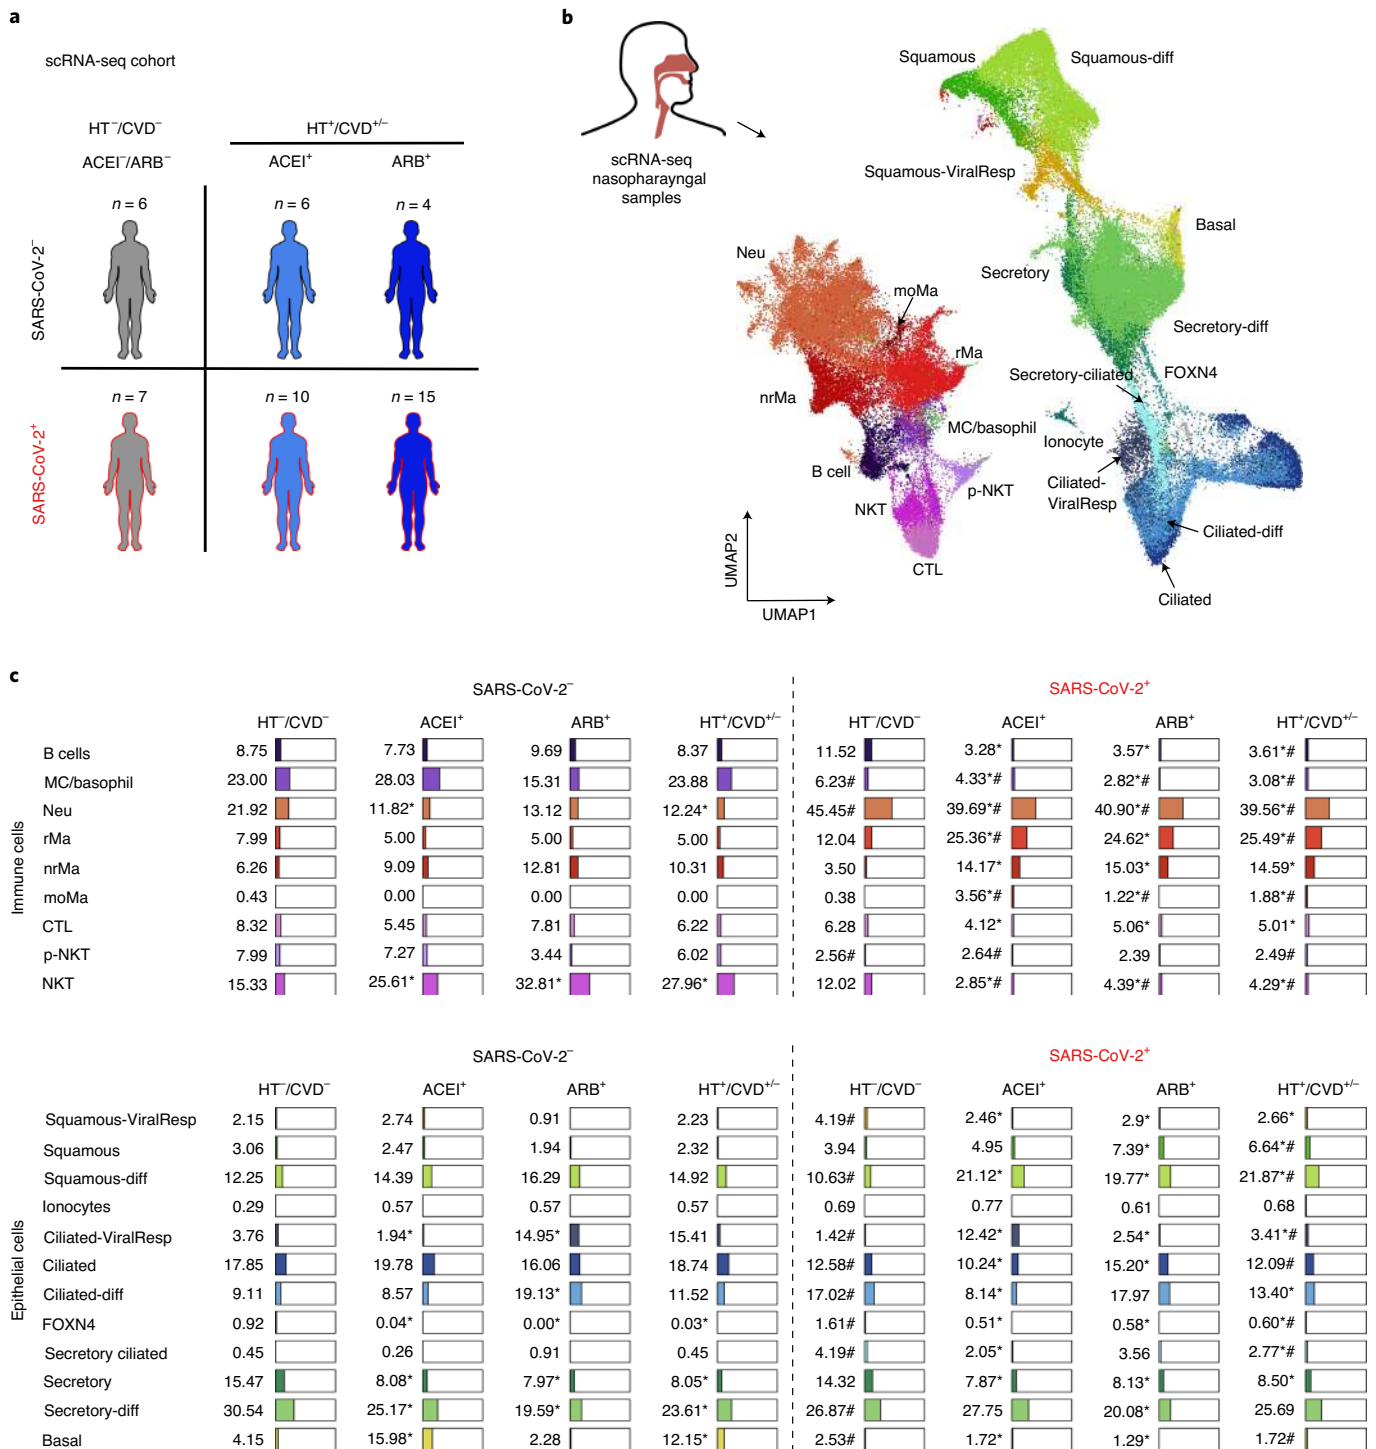 a
scRNA-seq cohort
HT⁻/CVD⁻
HT⁺/CVD⁺/⁻
ACEI⁻/ARB⁻
ACEI⁺
ARB⁺
SARS-CoV-2⁻
n = 6
n = 6
n = 4
SARS-CoV-2⁺
n = 7
n = 10
n = 15
b
scRNA-seq
nasopharayngal
samples
Squamous
Squamous-diff
Squamous-ViralResp
Basal
Secretory
Secretory-diff
Secretory-ciliated
FOXN4
Ionocyte
Ciliated-
ViralResp
Ciliated-diff
Ciliated
Neu
moMa
rMa
nrMa
MC/basophil
B cell
p-NKT
NKT
CTL
UMAP2
UMAP1
c
SARS-CoV-2⁻ SARS-CoV-2⁺
HT⁻/CVD⁻ ACEI⁺ ARB⁺ HT⁺/CVD⁺/⁻ HT⁻/CVD⁻ ACEI⁺ ARB⁺ HT⁺/CVD⁺/⁻
Immune cells
B cells 8.75 7.73 9.69 8.37 11.52 3.28* 3.57* 3.61*#
MC/basophil 23.00 28.03 15.31 23.88 6.23# 4.33*# 2.82*# 3.08*#
Neu 21.92 11.82* 13.12 12.24* 45.45# 39.69*# 40.90*# 39.56*#
rMa 7.99 5.00 5.00 5.00 12.04 25.36*# 24.62* 25.49*#
nrMa 6.26 9.09 12.81 10.31 3.50 14.17* 15.03* 14.59*
moMa 0.43 0.00 0.00 0.00 0.38 3.56*# 1.22*# 1.88*#
CTL 8.32 5.45 7.81 6.22 6.28 4.12* 5.06* 5.01*
p-NKT 7.99 7.27 3.44 6.02 2.56# 2.64# 2.39 2.49#
NKT 15.33 25.61* 32.81* 27.96* 12.02 2.85*# 4.39*# 4.29*#
SARS-CoV-2⁻ SARS-CoV-2⁺
HT⁻/CVD⁻ ACEI⁺ ARB⁺ HT⁺/CVD⁺/⁻ HT⁻/CVD⁻ ACEI⁺ ARB⁺ HT⁺/CVD⁺/⁻
Epithelial cells
Squamous-ViralResp 2.15 2.74 0.91 2.23 4.19# 2.46* 2.9* 2.66*
Squamous 3.06 2.47 1.94 2.32 3.94 4.95 7.39* 6.64*#
Squamous-diff 12.25 14.39 16.29 14.92 10.63# 21.12* 19.77* 21.87*#
Ionocytes 0.29 0.57 0.57 0.57 0.69 0.77 0.61 0.68
Ciliated-ViralResp 3.76 1.94* 14.95* 15.41 1.42# 12.42* 2.54* 3.41*#
Ciliated 17.85 19.78 16.06 18.74 12.58# 10.24* 15.20* 12.09#
Ciliated-diff 9.11 8.57 19.13* 11.52 17.02# 8.14* 17.97 13.40*
FOXN4 0.92 0.04* 0.00* 0.03* 1.61# 0.51* 0.58* 0.60*#
Secretory ciliated 0.45 0.26 0.91 0.45 4.19# 2.05* 3.56 2.77*#
Secretory 15.47 8.08* 7.97* 8.05* 14.32 7.87* 8.13* 8.50*
Secretory-diff 30.54 25.17* 19.59* 23.61* 26.87# 27.75 20.08* 25.69
Basal 4.15 15.98* 2.28 12.15* 2.53# 1.72* 1.29* 1.72#